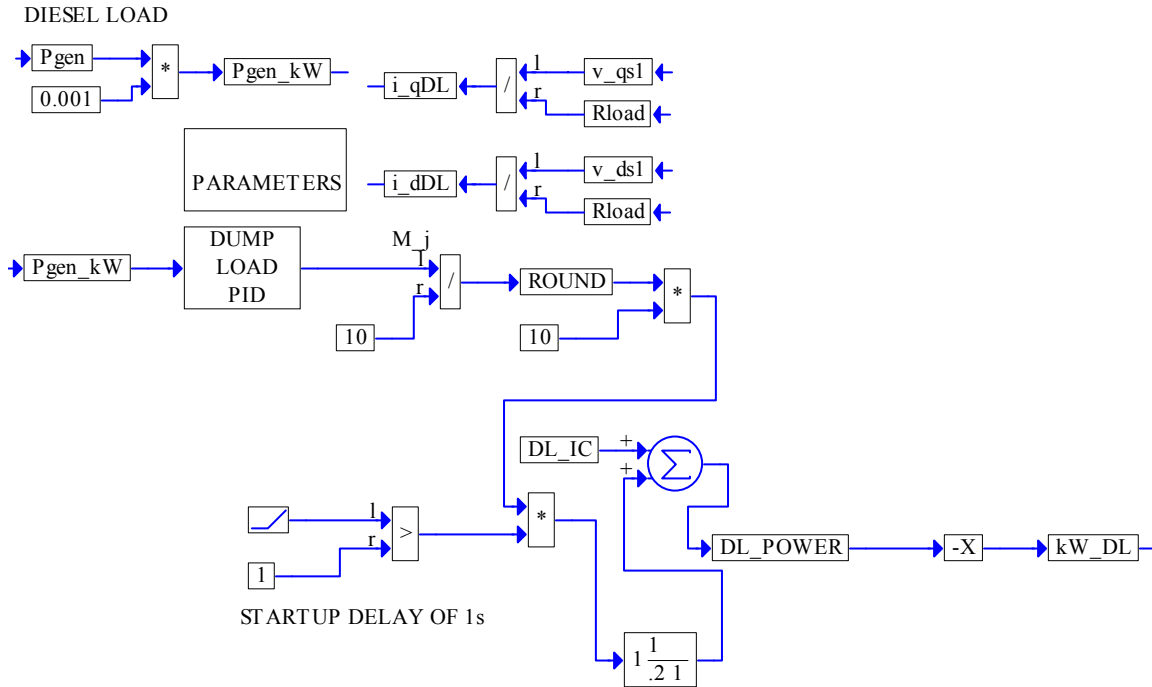 DIESEL LOAD
Pgen
*
Pgen_kW
0.001
i_qDL
/
l
r
v_qs1
Rload
PARAMETERS
i_dDL
/
l
r
v_ds1
Rload
Pgen_kW
DUMP
LOAD
PID
M_j
l
r
/
10
ROUND
10
*
DL_IC
+
+
Σ
l
r
>
1
*
STARTUP DELAY OF 1s
DL_POWER
-X
kW_DL
1 1
.2 1